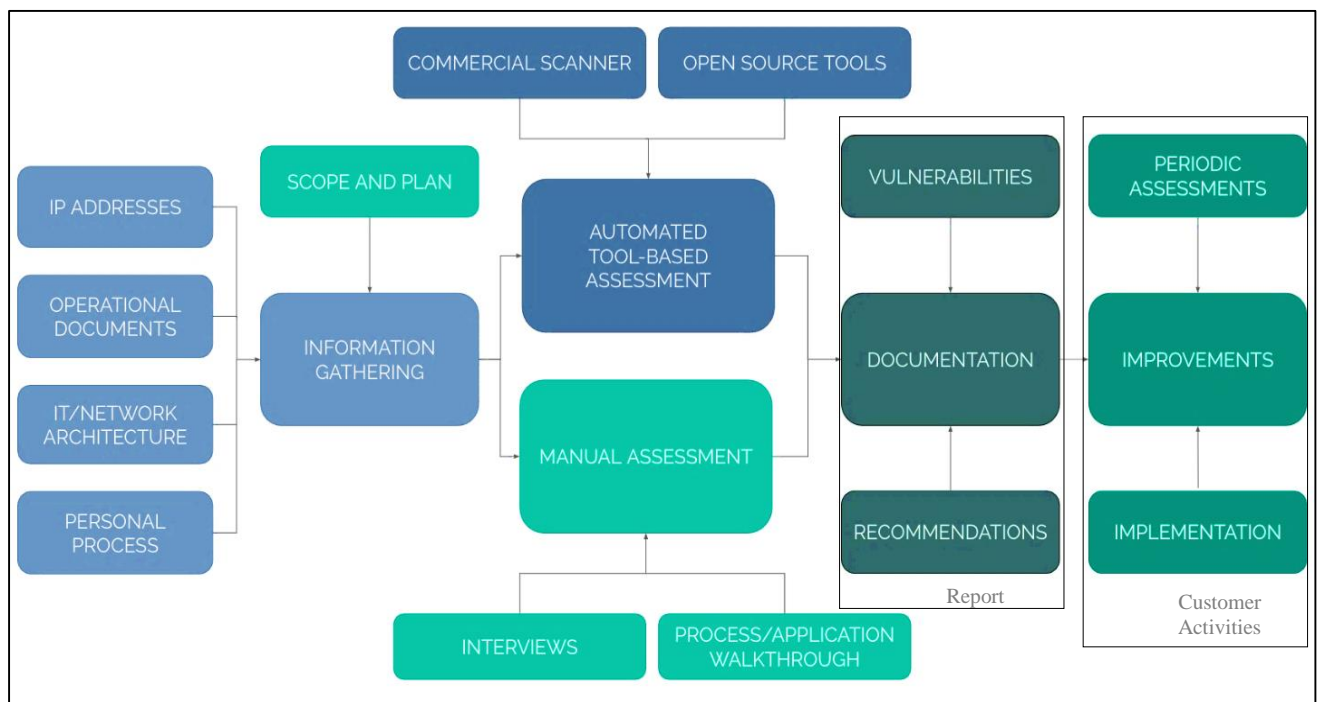 COMMERCIAL SCANNER
OPEN SOURCE TOOLS
SCOPE AND PLAN
VULNERABILITIES
PERIODIC
ASSESSMENTS
IP ADDRESSES
AUTOMATED
TOOL-BASED
ASSESSMENT
OPERATIONAL
DOCUMENTS
INFORMATION
GATHERING
DOCUMENTATION
IMPROVEMENTS
IT/NETWORK
ARCHITECTURE
MANUAL ASSESSMENT
PERSONAL
PROCESS
RECOMMENDATIONS
IMPLEMENTATION
Report
Customer
Activities
INTERVIEWS
PROCESS/APPLICATION
WALKTHROUGH